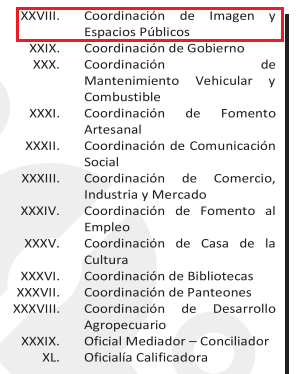 XXVIII. Coordinación de Imagen y
Espacios Públicos
XXIX. Coordinación de Gobierno
XXX. Coordinación de
Mantenimiento Vehicular y
Combustible
XXXI. Coordinación de Fomento
Artesanal
XXXII. Coordinación de Comunicación
Social
XXXIII. Coordinación de Comercio,
Industria y Mercado
XXXIV. Coordinación de Fomento al
Empleo
XXXV. Coordinación de Casa de la
Cultura
XXXVI. Coordinación de Bibliotecas
XXXVII. Coordinación de Panteones
XXXVIII. Coordinación de Desarrollo
Agropecuario
XXXIX. Oficial Mediador – Conciliador
XL. Oficialía Calificadora